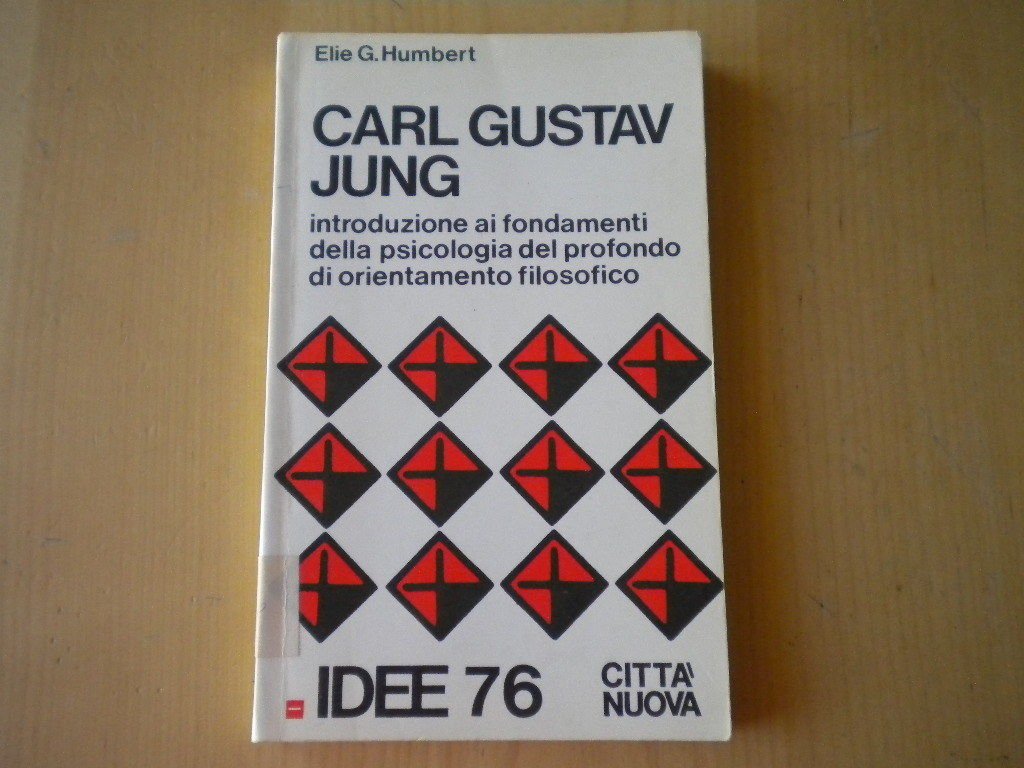 Elie G. Humbert
CARL GUSTAV
JUNG
introduzione ai fondamenti
della psicologia del profondo
di orientamento filosofico
IDEE 76
CITTA'
NUOVA